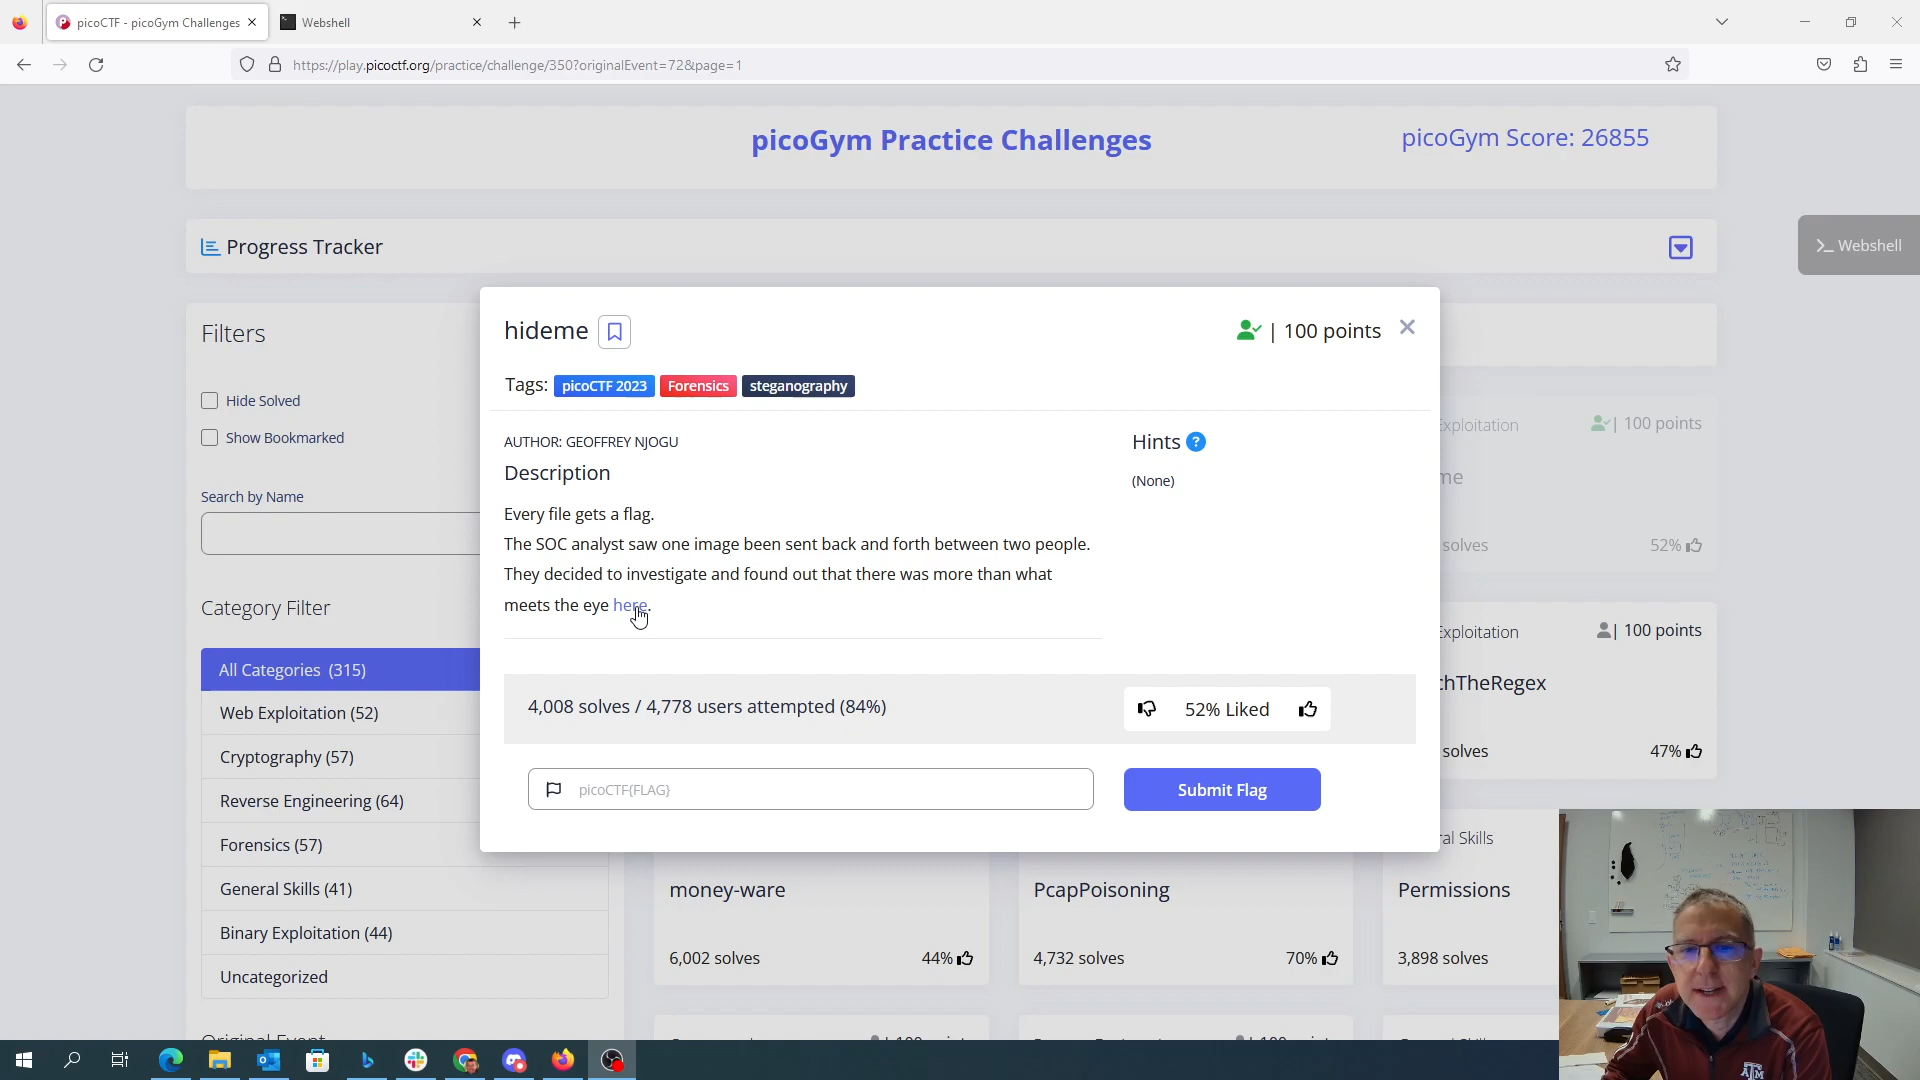 picoCTF - picoGym Challenges
Webshell
https://play.picoctf.org/practice/challenge/350?originalEvent=72&page=1
picoGym Practice Challenges
picoGym Score: 26855
Progress Tracker
>_ Webshell
Filters
Hide Solved
Show Bookmarked
Search by Name
Category Filter
All Categories (315)
Web Exploitation (52)
Cryptography (57)
Reverse Engineering (64)
Forensics (57)
General Skills (41)
Binary Exploitation (44)
Uncategorized
Original Event
hideme
| 100 points
Tags: picoCTF 2023 Forensics steganography
AUTHOR: GEOFFREY NJOGU
Description
Every file gets a flag.
The SOC analyst saw one image been sent back and forth between two people.
They decided to investigate and found out that there was more than what
meets the eye here.
Hints ?
(None)
4,008 solves / 4,778 users attempted (84%)
52% Liked
picoCTF{FLAG}
Submit Flag
Exploitation
| 100 points
me
solves
52%
Exploitation
| 100 points
chTheRegex
solves
47%
money-ware
6,002 solves
44%
PcapPoisoning
4,732 solves
70%
al Skills
Permissions
3,898 solves